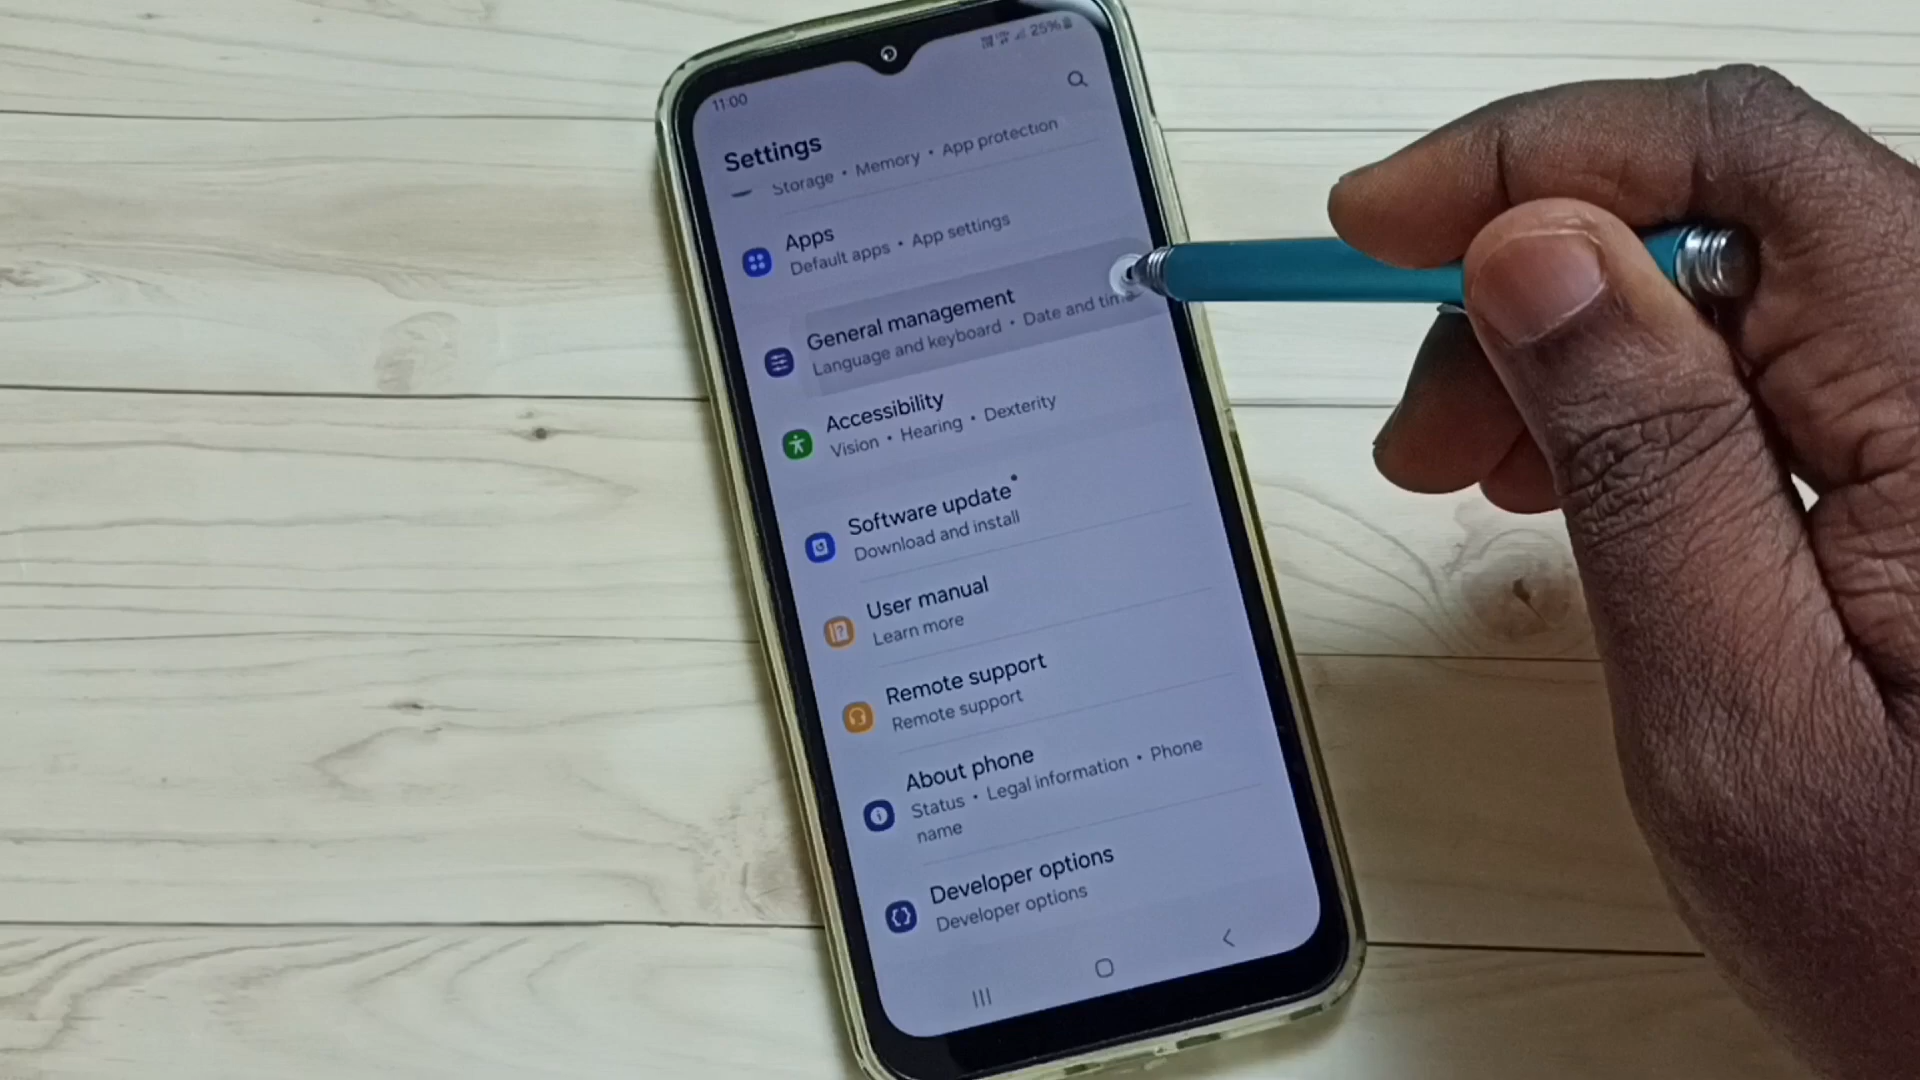 11:00
25%
Settings
Storage • Memory • App protection
Apps
Default apps • App settings
General management
Language and keyboard • Date and time
Accessibility
Vision • Hearing • Dexterity
Software update
Download and install
User manual
Learn more
Remote support
Remote support
About phone
Status • Legal information • Phone
name
Developer options
Developer options